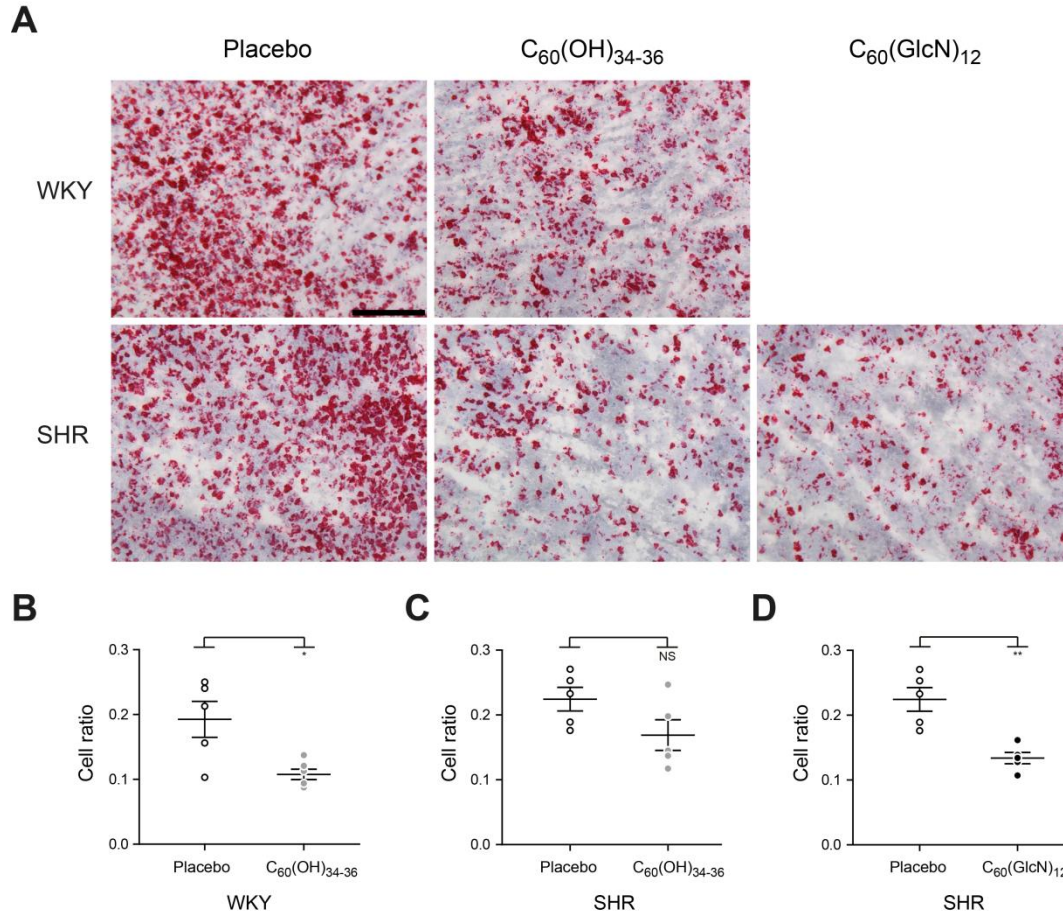 A
Placebo C₆₀(OH)₃₄₋₃₆ C₆₀(GlcN)₁₂
WKY
SHR
B C D
* NS **
0.3 0.3 0.3
0.2 0.2 0.2
0.1 0.1 0.1
0.0 0.0 0.0
Cell ratio Cell ratio Cell ratio
Placebo C₆₀(OH)₃₄₋₃₆ Placebo C₆₀(OH)₃₄₋₃₆ Placebo C₆₀(GlcN)₁₂
WKY SHR SHR